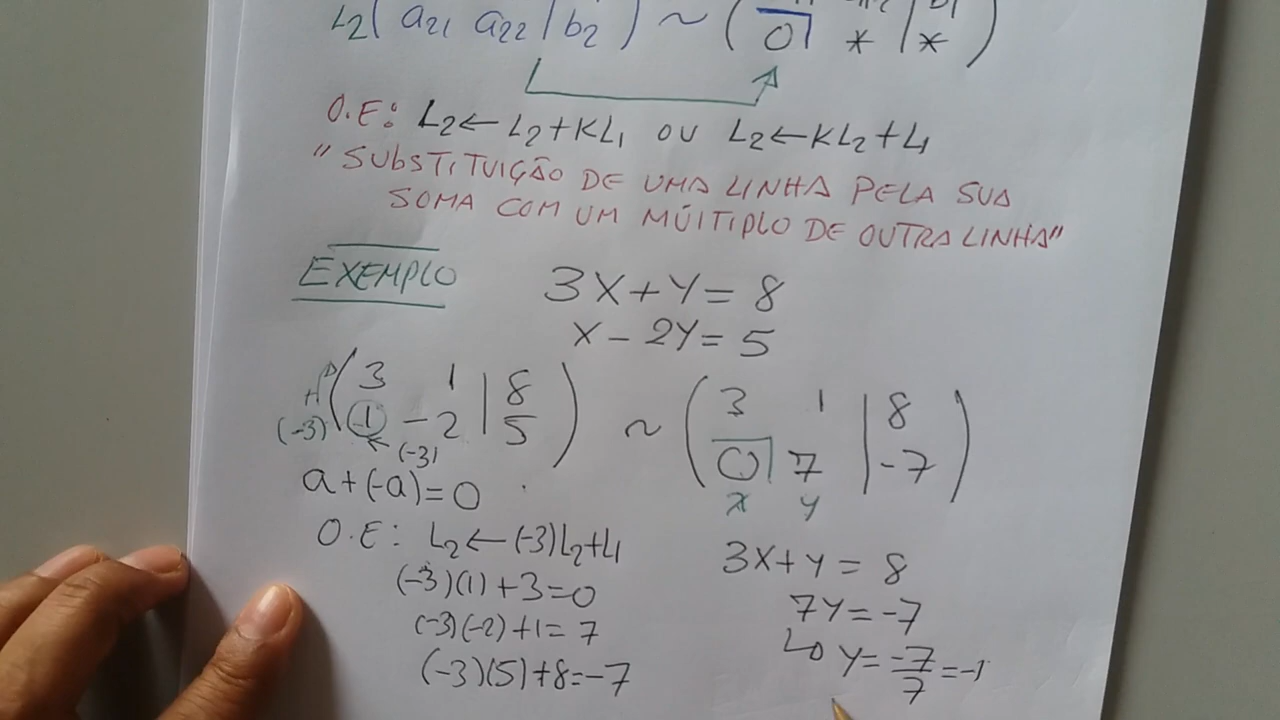 L2( a21 a22 | b2 ) ~ ( 0 * | * )
O.E: L2←L2+KL1 OU L2←KL2+L1
"SUBSTITUIÇÃO DE UMA LINHA PELA SUA
SOMA COM UM MÚITIPLO DE OUTRA LINHA"
EXEMPLO
3X+Y=8
X-2Y=5
(3 1 | 8) ~ (3 1 | 8)
(-3) (1 -2 | 5) (0 7 | -7)
(-3)
x y
a+(-a)=0
O.E: L2←(-3)L2+L1
(-3)(1)+3=0
(-3)(-2)+1=7
(-3)(5)+8=-7
3X+Y=8
7Y=-7
Y=-7/7=-1